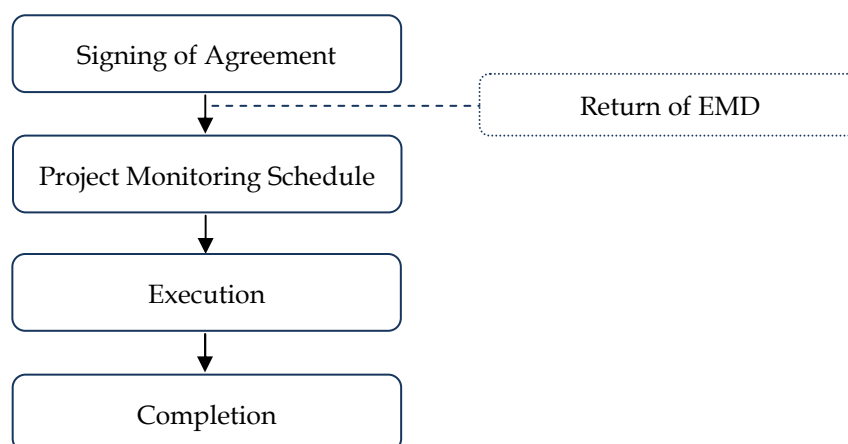 Signing of Agreement
Return of EMD
Project Monitoring Schedule
Execution
Completion